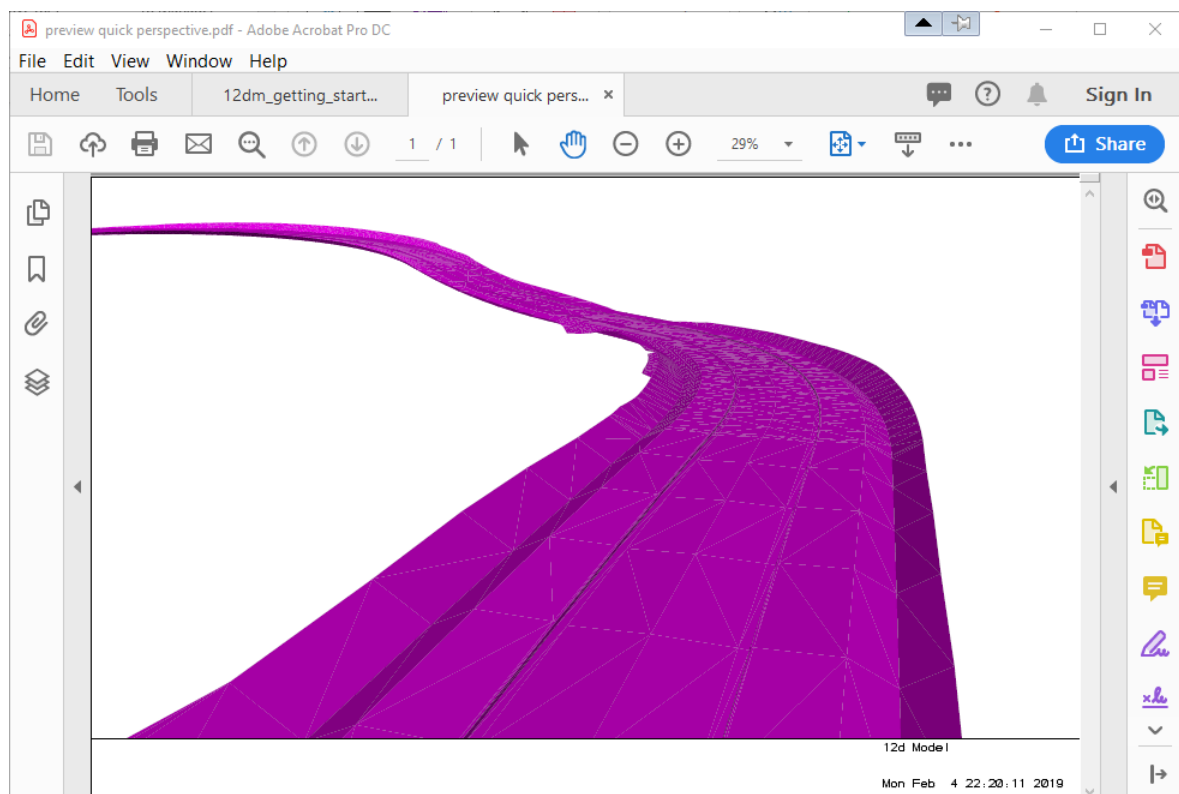 preview quick perspective.pdf - Adobe Acrobat Pro DC
File Edit View Window Help
Home Tools 12dm_getting_start... preview quick pers... × Sign In
1 / 1 29% Share
12d Model
Mon Feb 4 22:20:11 2019